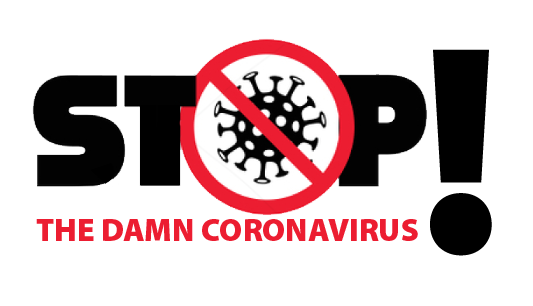 STOP!
THE DAMN CORONAVIRUS